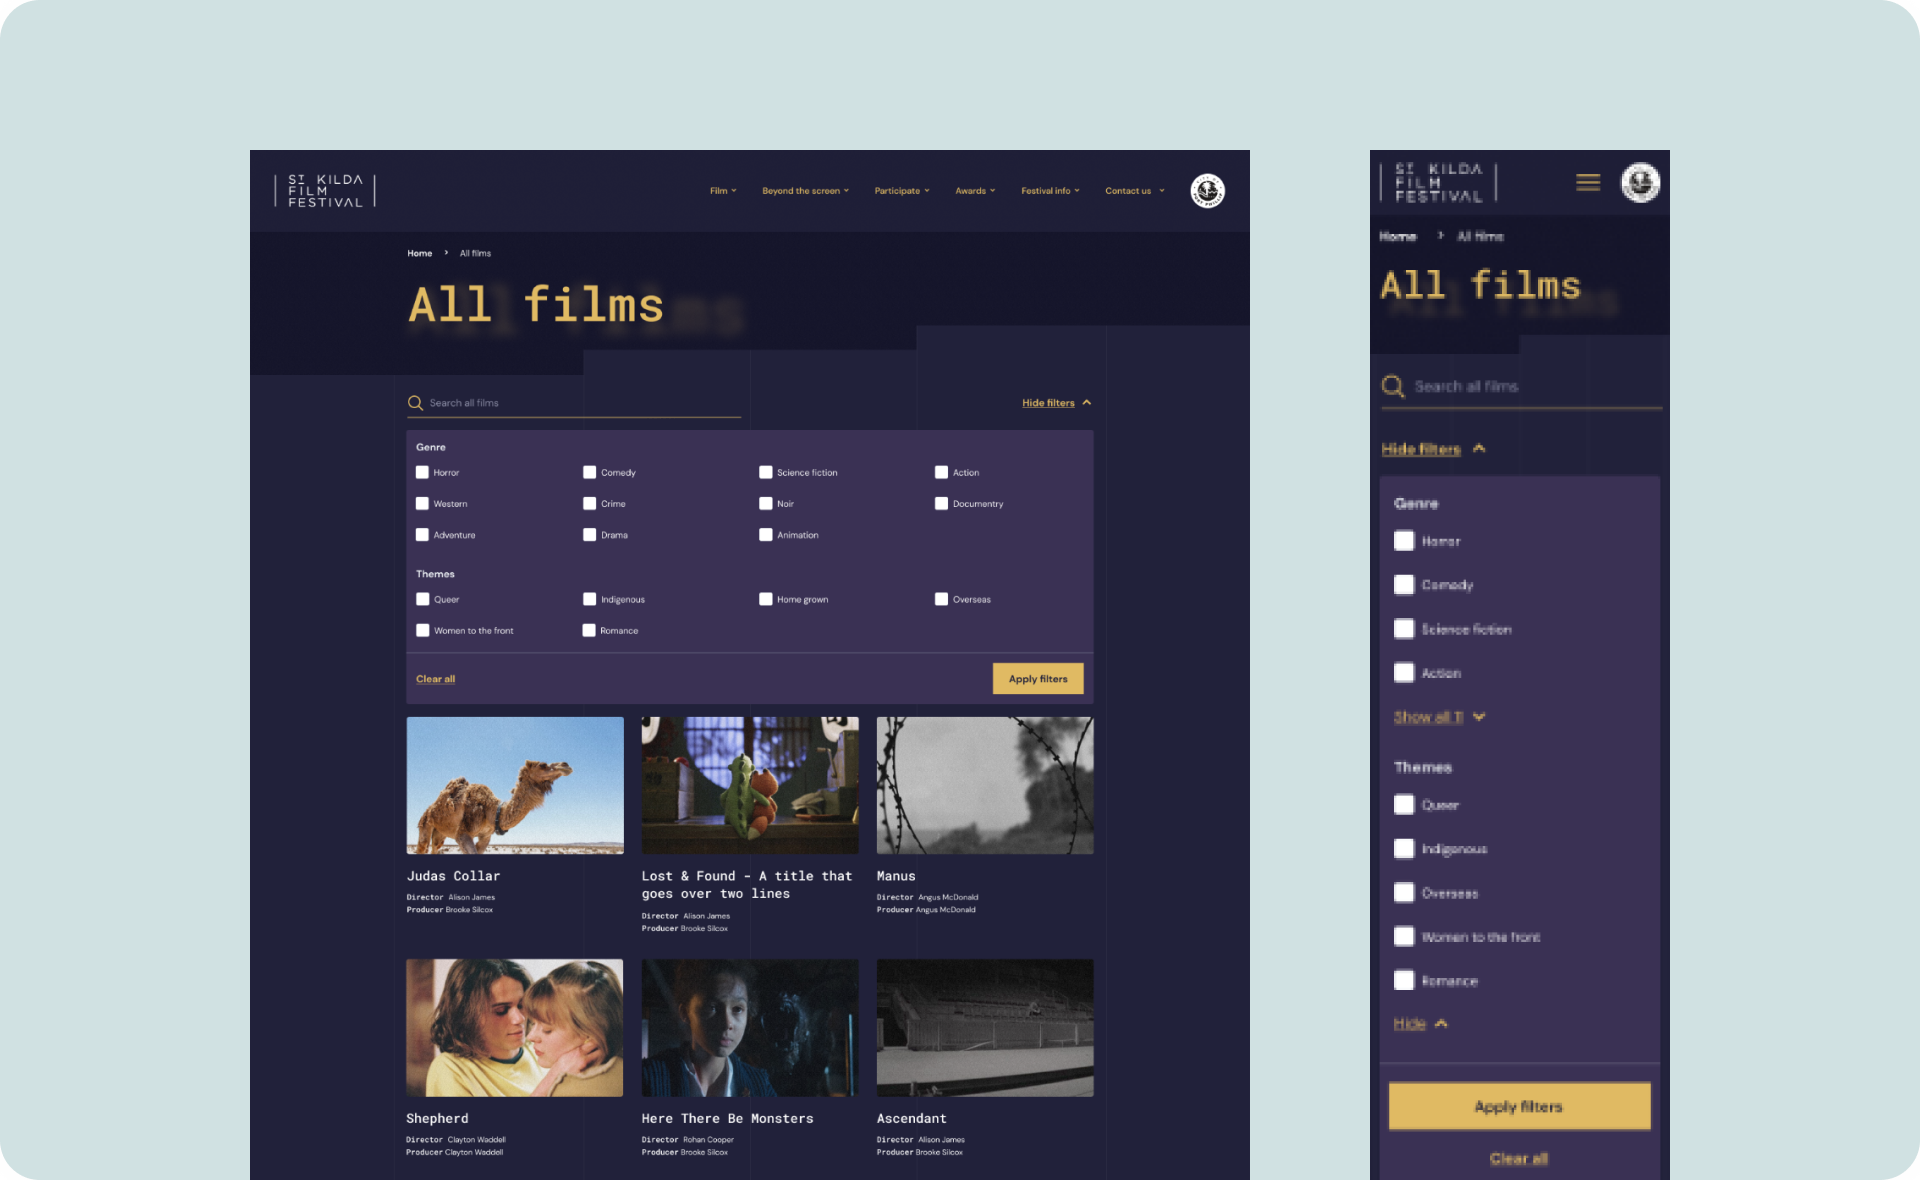 ST KILDA
FILM
FESTIVAL
Film
Beyond the screen
Participate
Awards
Festival info
Contact us
Home > All films
All films
Search all films
Hide filters
Genre
Horror
Comedy
Science fiction
Action
Western
Crime
Noir
Documentry
Adventure
Drama
Animation
Themes
Queer
Indigenous
Home grown
Overseas
Women to the front
Romance
Clear all
Apply filters
Judas Collar
Director Alison James
Producer Brooke Silcox
Lost & Found - A title that
goes over two lines
Director Alison James
Producer Brooke Silcox
Manus
Director Angus McDonald
Producer Angus McDonald
Shepherd
Director Clayton Waddell
Producer Clayton Waddell
Here There Be Monsters
Director Rohan Cooper
Producer Brooke Silcox
Ascendant
Director Alison James
Producer Brooke Silcox
ST KILDA
FILM
FESTIVAL
Home > All films
All films
Search all films
Hide filters
Genre
Horror
Comedy
Science fiction
Action
Show all 11
Themes
Queer
Indigenous
Overseas
Women to the front
Romance
Hide
Apply filters
Clear all